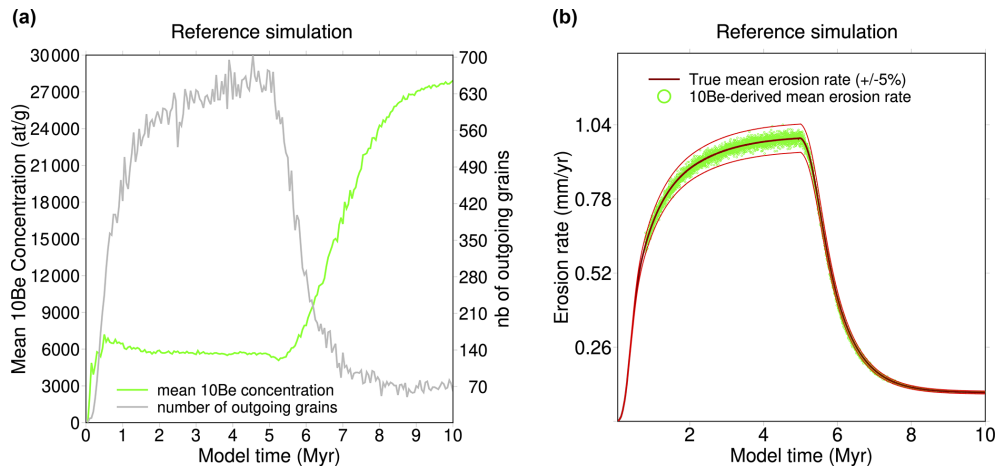 (a)
Reference simulation
Mean 10Be Concentration (at/g)
30000
27000
24000
21000
18000
15000
12000
9000
6000
3000
0
700
630
560
490
420
350
280
210
140
70
nb of outgoing grains
mean 10Be concentration
number of outgoing grains
0 1 2 3 4 5 6 7 8 9 10
Model time (Myr)
(b)
Reference simulation
Erosion rate (mm/yr)
1.04
0.78
0.52
0.26
True mean erosion rate (+/-5%)
10Be-derived mean erosion rate
2 4 6 8 10
Model time (Myr)